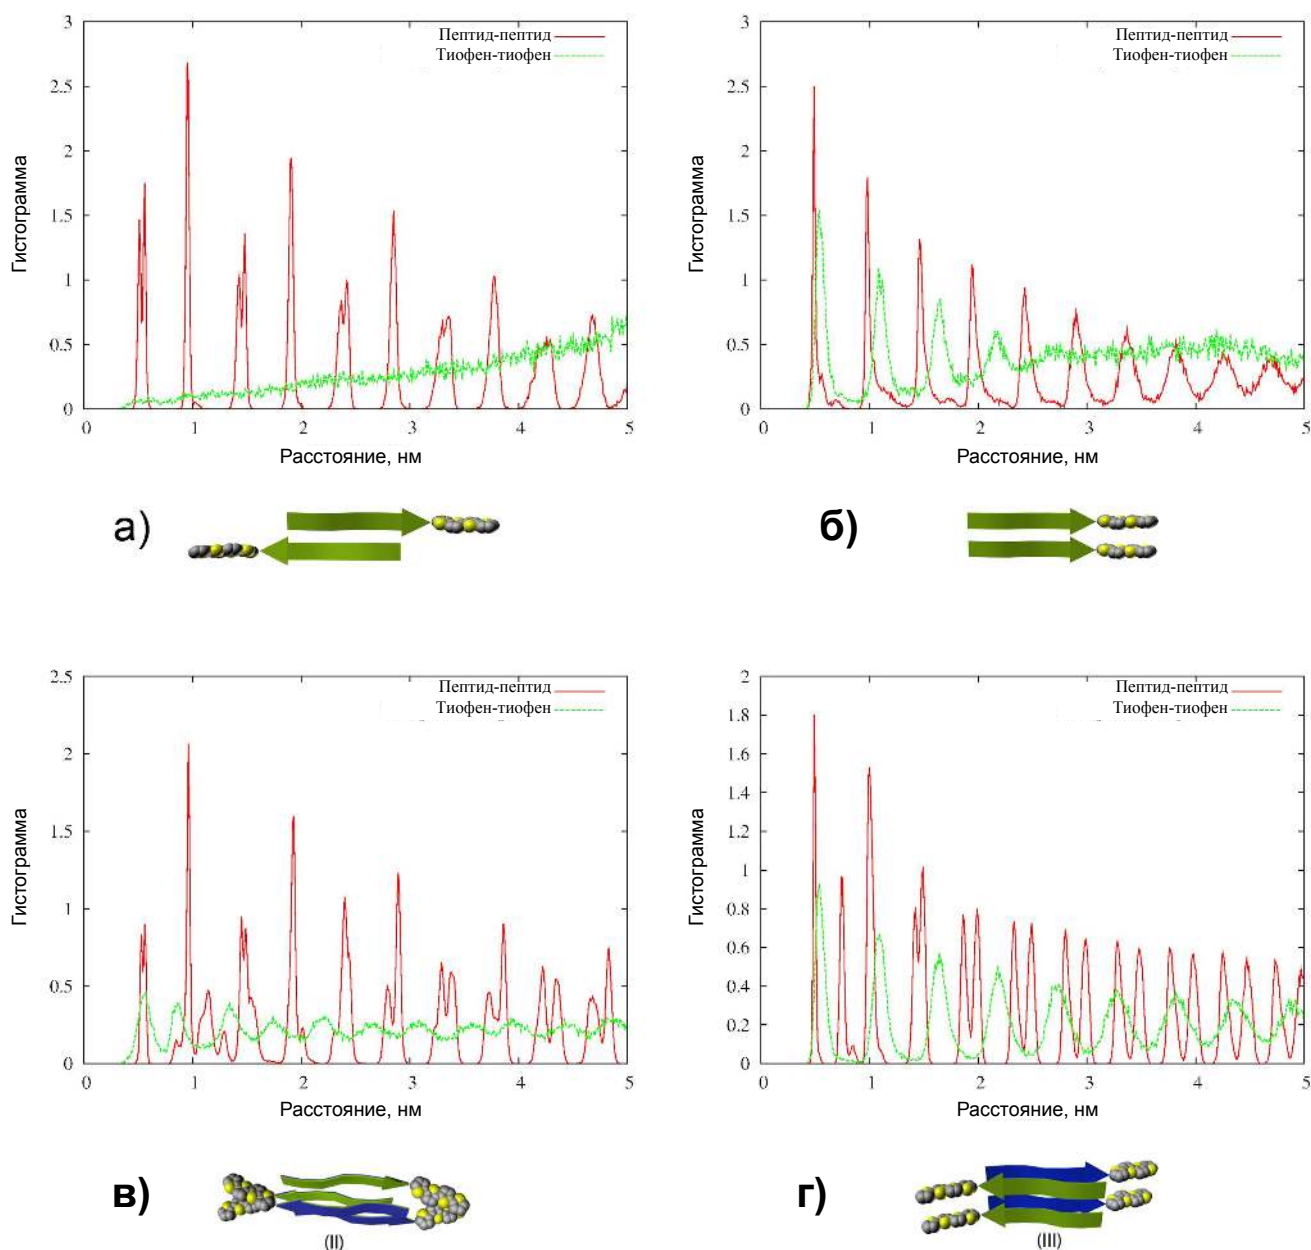 Пептид-пептид
Тиофен-тиофен
Гистограмма
3
2.5
2
1.5
1
0.5
0
0 1 2 3 4 5
Расстояние, нм
а)
Пептид-пептид
Тиофен-тиофен
Гистограмма
3
2.5
2
1.5
1
0.5
0
0 1 2 3 4 5
Расстояние, нм
б)
Пептид-пептид
Тиофен-тиофен
Гистограмма
2.5
2
1.5
1
0.5
0
0 1 2 3 4 5
Расстояние, нм
в)
(II)
Пептид-пептид
Тиофен-тиофен
Гистограмма
2
1.8
1.6
1.4
1.2
1
0.8
0.6
0.4
0.2
0
0 1 2 3 4 5
Расстояние, нм
г)
(III)